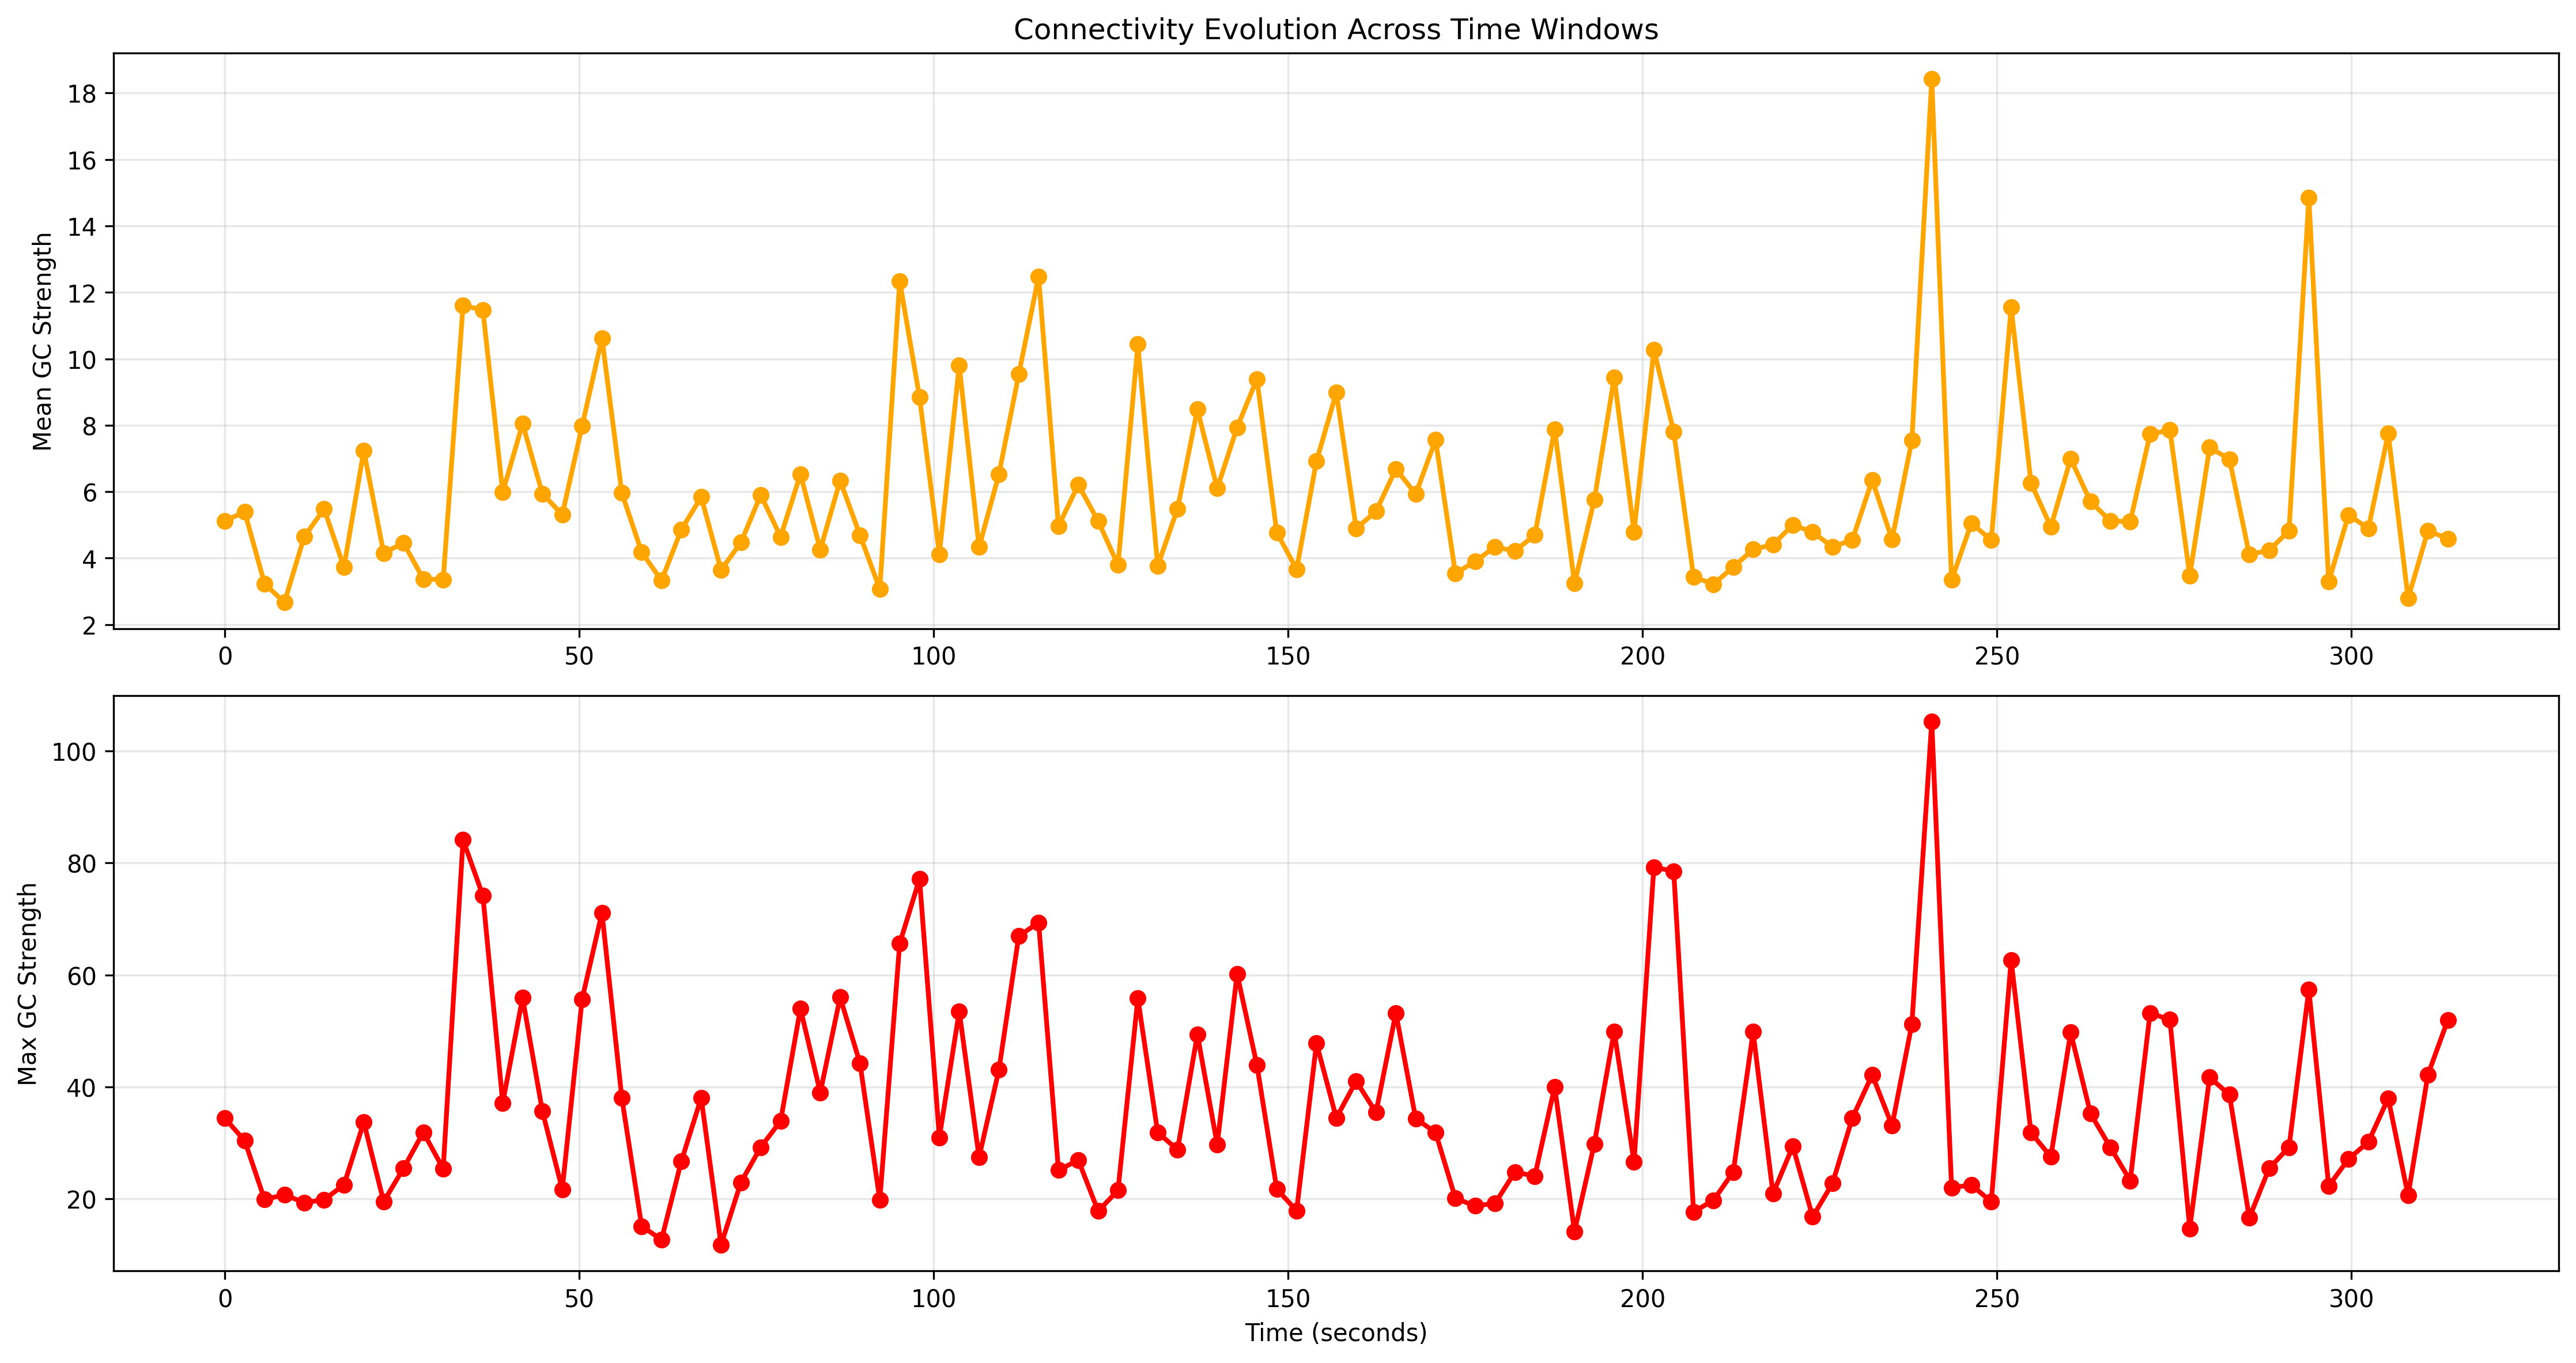 Connectivity Evolution Across Time Windows
Mean GC Strength
18
16
14
12
10
8
6
4
2
0 50 100 150 200 250 300
Max GC Strength
100
80
60
40
20
0 50 100 150 200 250 300
Time (seconds)